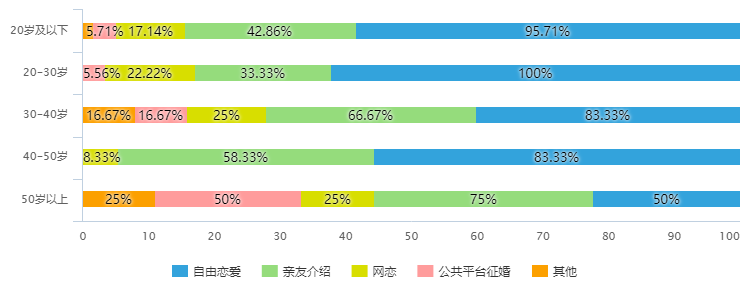 20岁及以下 5.71% 17.14% 42.86% 95.71%
20-30岁 5.56% 22.22% 33.33% 100%
30-40岁 16.67% 16.67% 25% 66.67% 83.33%
40-50岁 8.33% 58.33% 83.33%
50岁以上 25% 50% 25% 75% 50%
0 10 20 30 40 50 60 70 80 90 100
自由恋爱 亲友介绍 网恋 公共平台征婚 其他